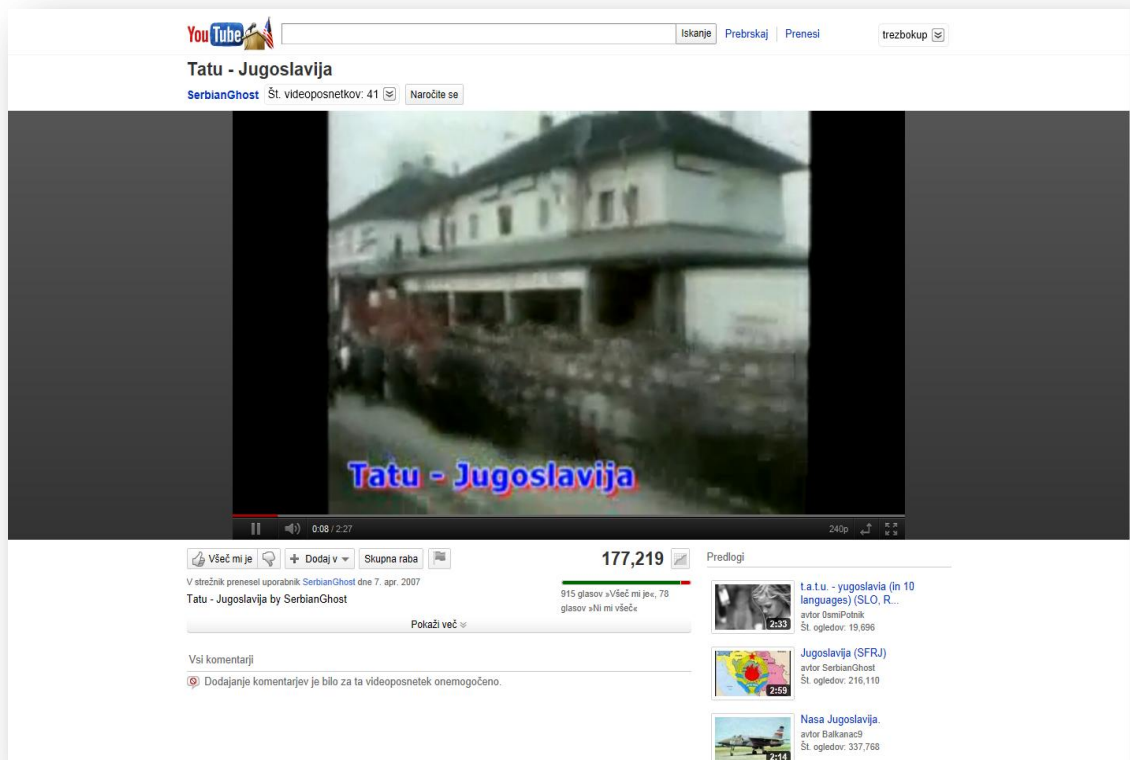 You Tube
Iskanje
Prebrskaj
Prenesi
trezbokup
Tatu - Jugoslavija
SerbianGhost Št. videoposnetkov: 41
Naročite se
Tatu - Jugoslavija
0:08 / 2:27
240p
Všeč mi je
Dodaj v
Skupna raba
177,219
V strežnik prenesel uporabnik SerbianGhost dne 7. apr. 2007
Tatu - Jugoslavija by SerbianGhost
915 glasov »Všeč mi je«, 78
glasov »Ni mi všeč«
Pokaži več
Vsi komentarji
Dodajanje komentarjev je bilo za ta videoposnetek onemogočeno.
Predlogi
2:33
t.a.t.u. - yugoslavia (in 10
languages) (SLO, R...
avtor 0smiPotnik
Št. ogledov: 19,696
2:59
Jugoslavija (SFRJ)
avtor SerbianGhost
Št. ogledov: 216,110
2:14
Nasa Jugoslavija.
avtor Balkanac9
Št. ogledov: 337,768